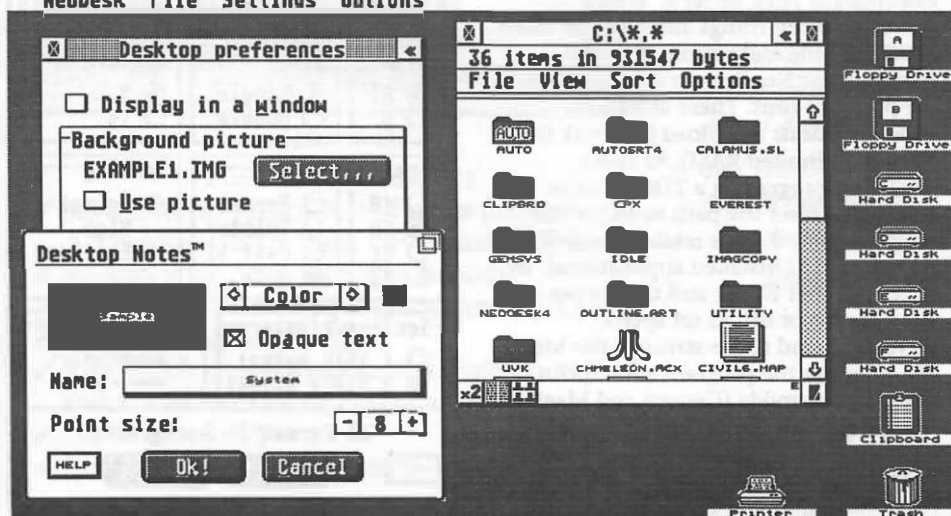 NeoDesk File Settings Options
Desktop preferences
Display in a window
Background picture
EXAMPLE1.IMG Select...
Use picture
Desktop Notes™
Sample
Color
Opaque text
Name: System
Point size: - 8 +
HELP Ok! Cancel
C:\*.*
36 items in 931547 bytes
File View Sort Options
AUTO
AUTO AUTOSRT4 CALAMUS.SL
CLIPBRD CPX EVEREST
GEMSYS IDLE IMAGCOPY
NEODESK4 OUTLINE.ART UTILITY
UVK CHMELEON.ACX CIVILE.MAP
x2
A
Floppy Drive
B
Floppy Drive
C
Hard Disk
D
Hard Disk
E
Hard Disk
F
Hard Disk
Clipboard
Printer
Trash